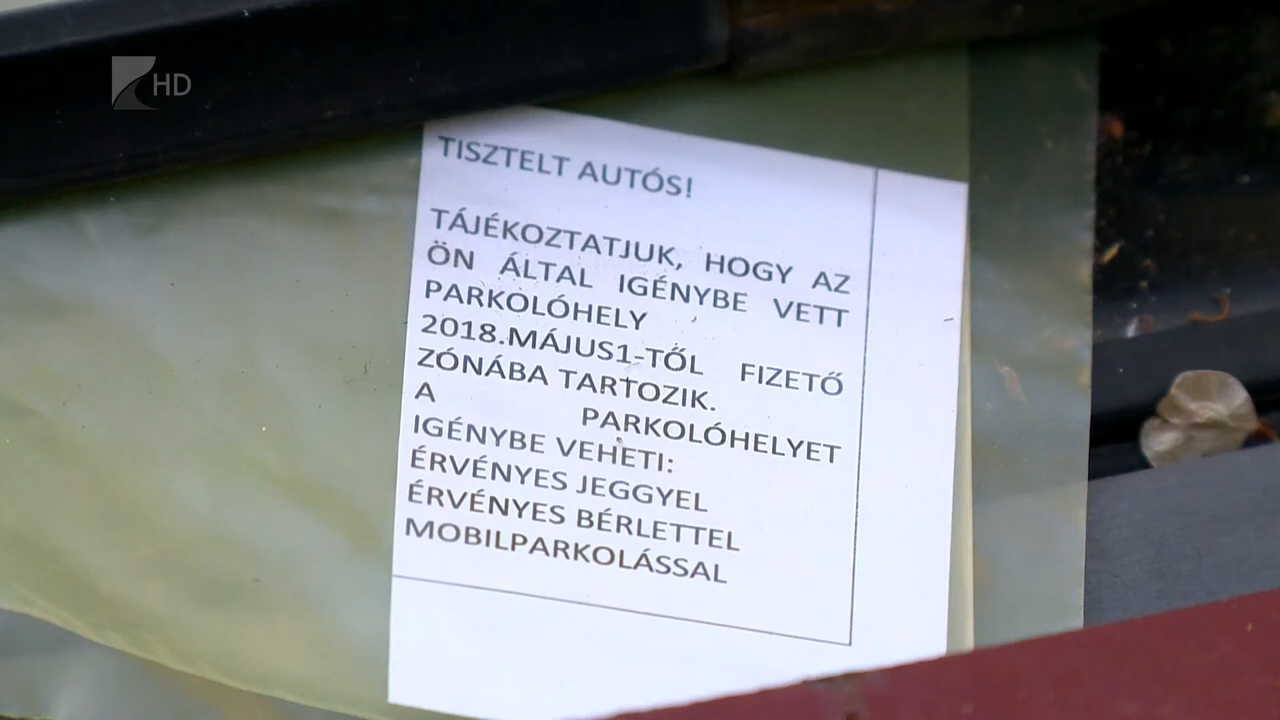 HD
TISZTELT AUTÓS!
TÁJÉKOZTATJUK, HOGY AZ
ÖN ÁLTAL IGÉNYBE VETT
PARKOLÓHELY
2018.MÁJUS1-TŐL FIZETŐ
ZÓNÁBA TARTOZIK.
A PARKOLÓHELYET
IGÉNYBE VEHETI:
ÉRVÉNYES JEGGYEL
ÉRVÉNYES BÉRLETTEL
MOBILPARKOLÁSSAL